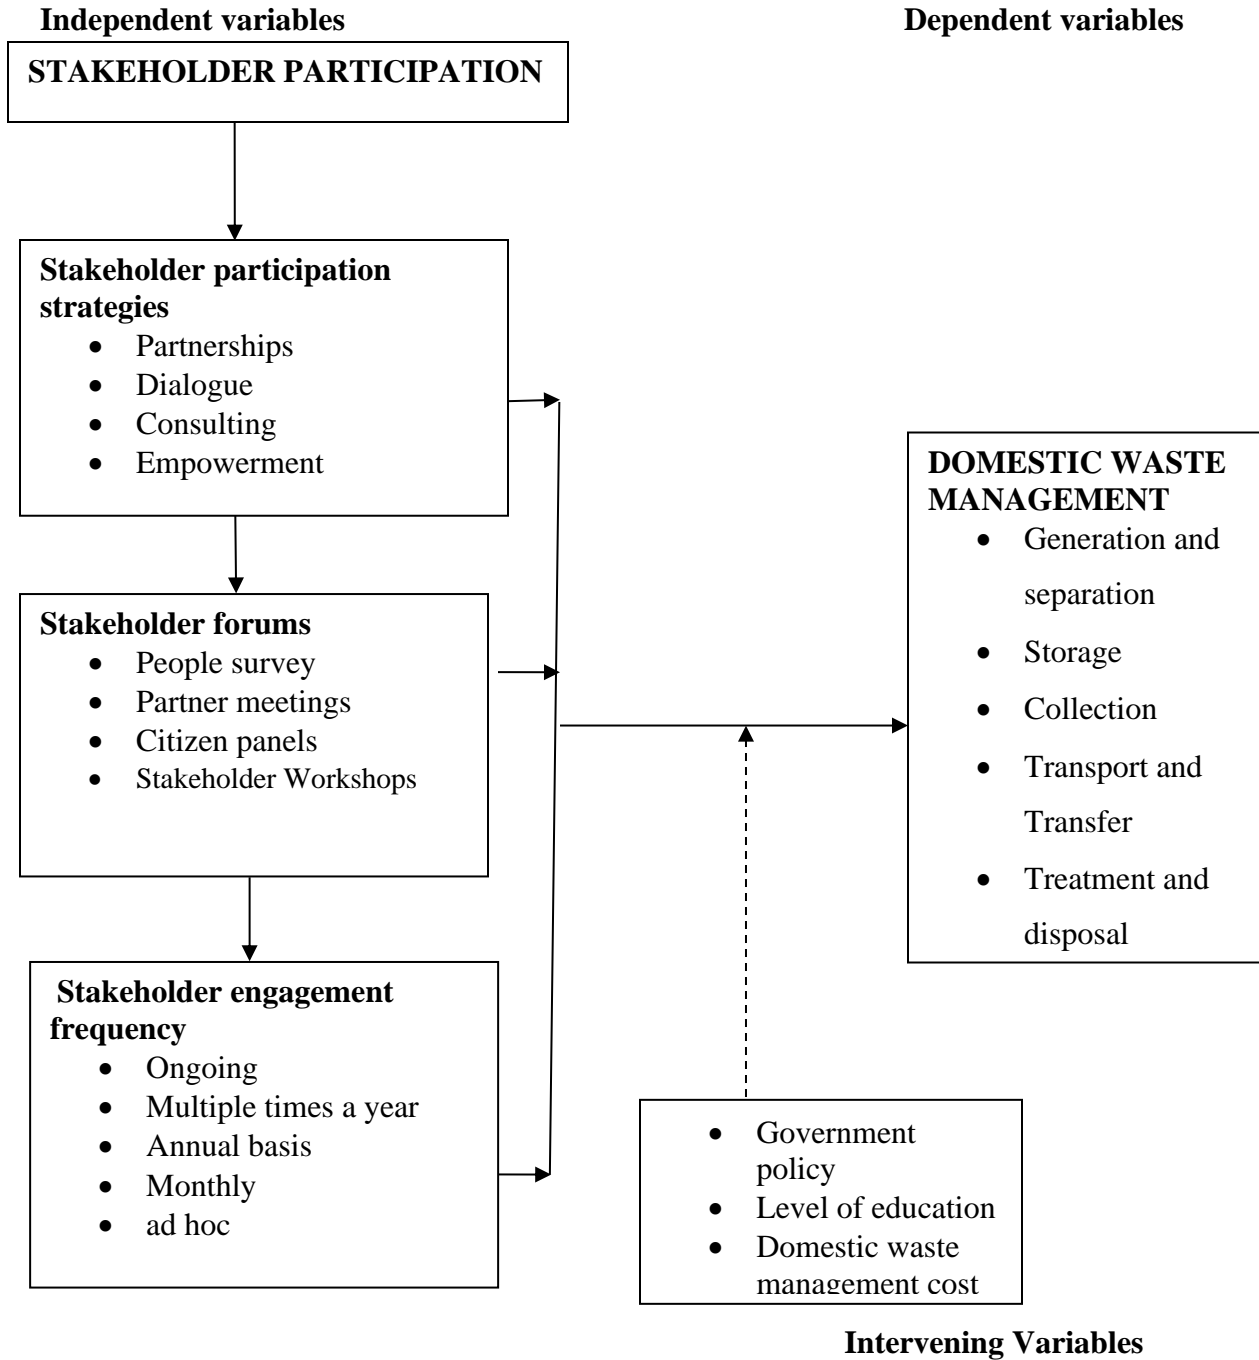 Independent variables
Dependent variables
STAKEHOLDER PARTICIPATION
Stakeholder participation
strategies
• Partnerships
• Dialogue
• Consulting
• Empowerment
Stakeholder forums
• People survey
• Partner meetings
• Citizen panels
• Stakeholder Workshops
Stakeholder engagement
frequency
• Ongoing
• Multiple times a year
• Annual basis
• Monthly
• ad hoc
DOMESTIC WASTE
MANAGEMENT
• Generation and
separation
• Storage
• Collection
• Transport and
Transfer
• Treatment and
disposal
• Government
policy
• Level of education
• Domestic waste
management cost
Intervening Variables